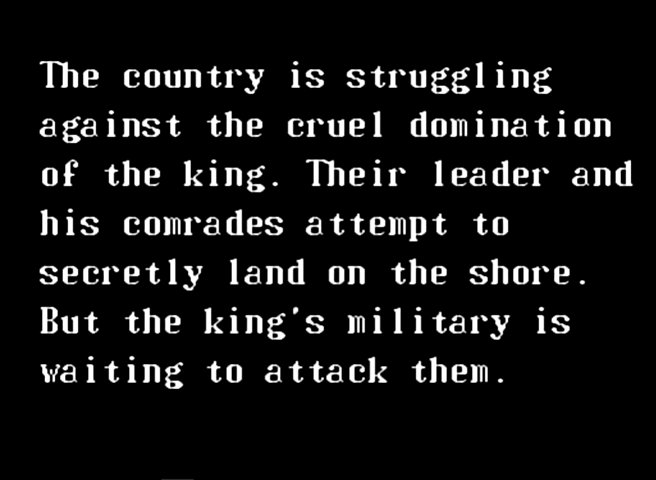 The country is struggling
against the cruel domination
of the king. Their leader and
his comrades attempt to
secretly land on the shore.
But the king's military is
waiting to attack them.